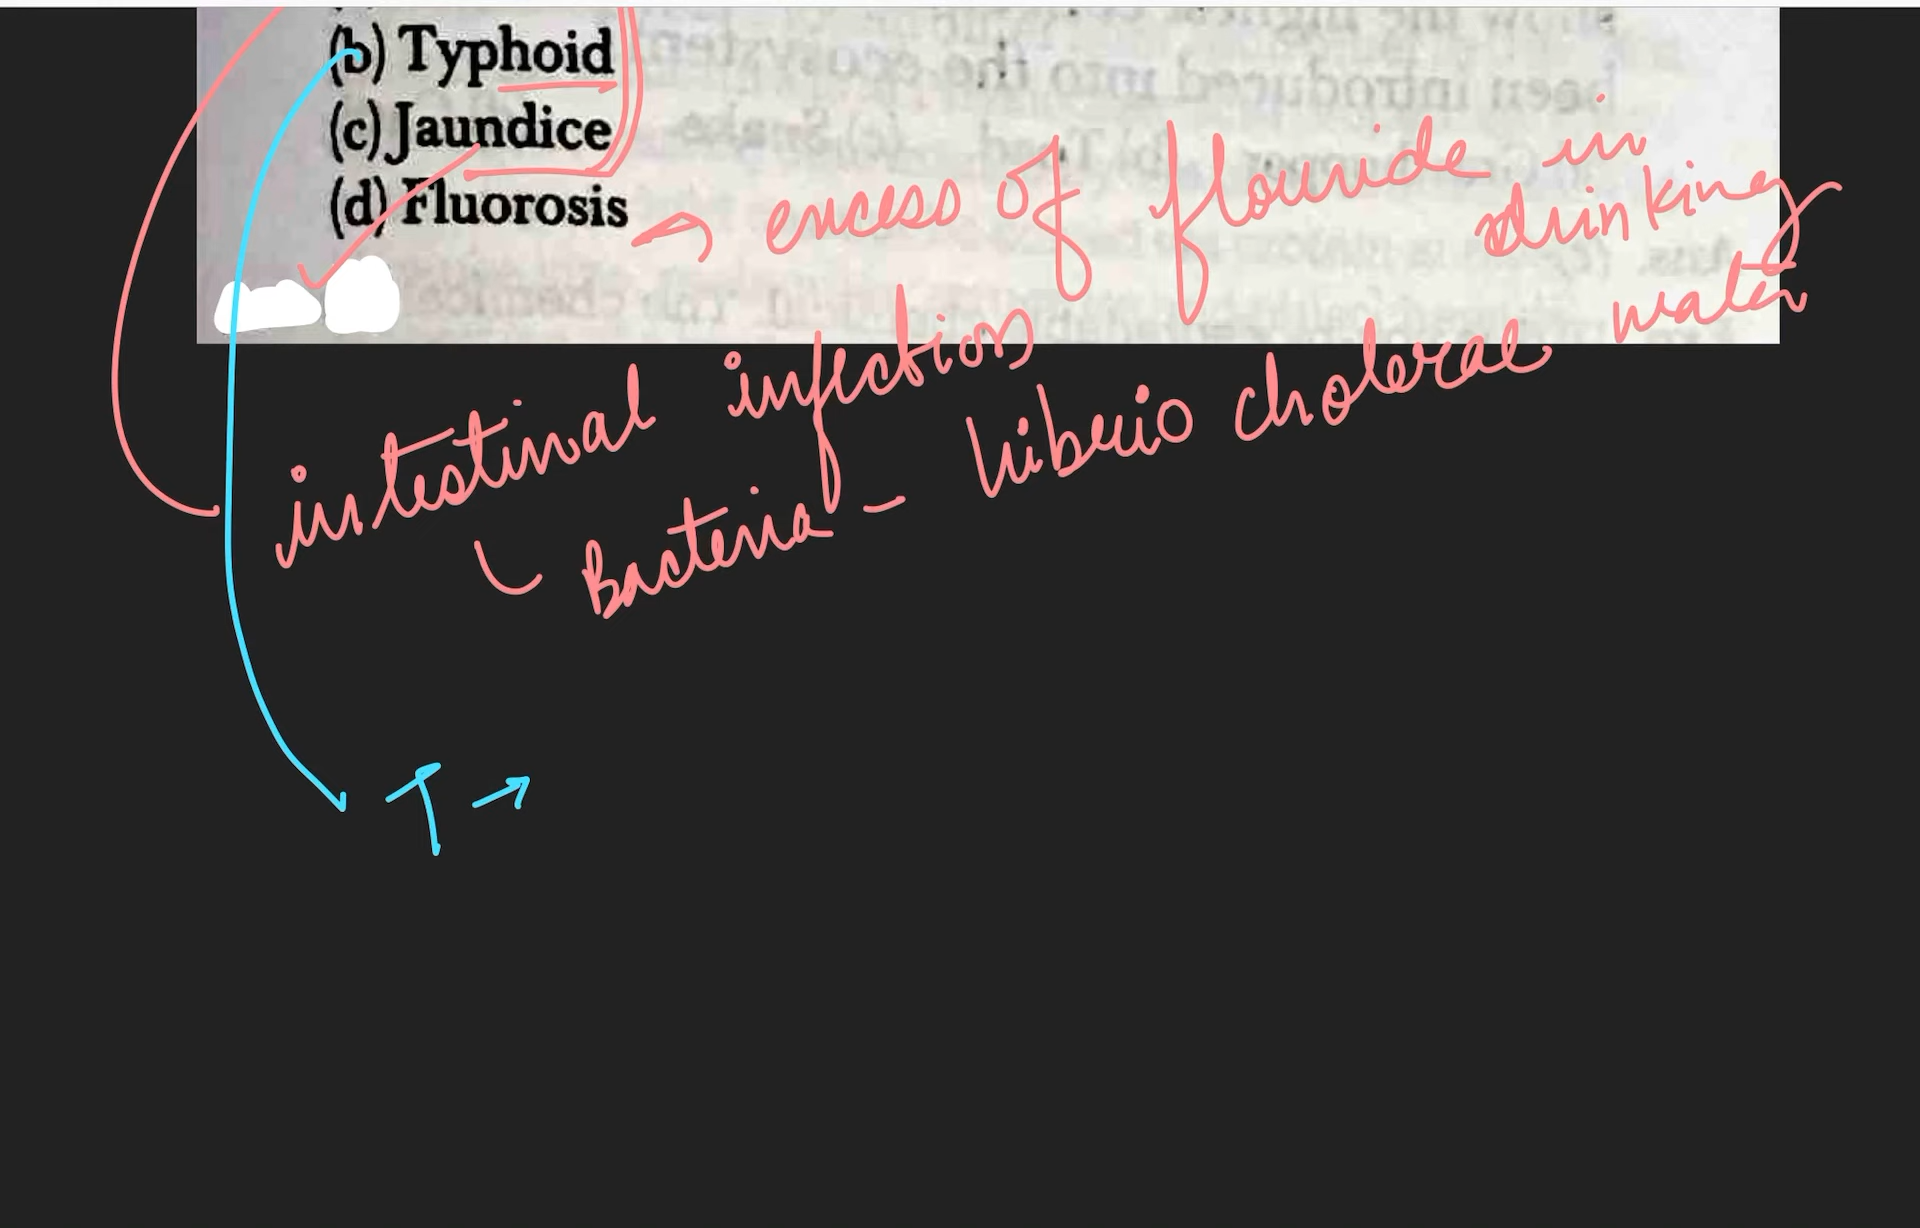 (b) Typhoid
(c) Jaundice
(d) Fluorosis
excess of flouride in
drinking
water
intestinal infection
Bacteria - Vibrio cholerae
T →